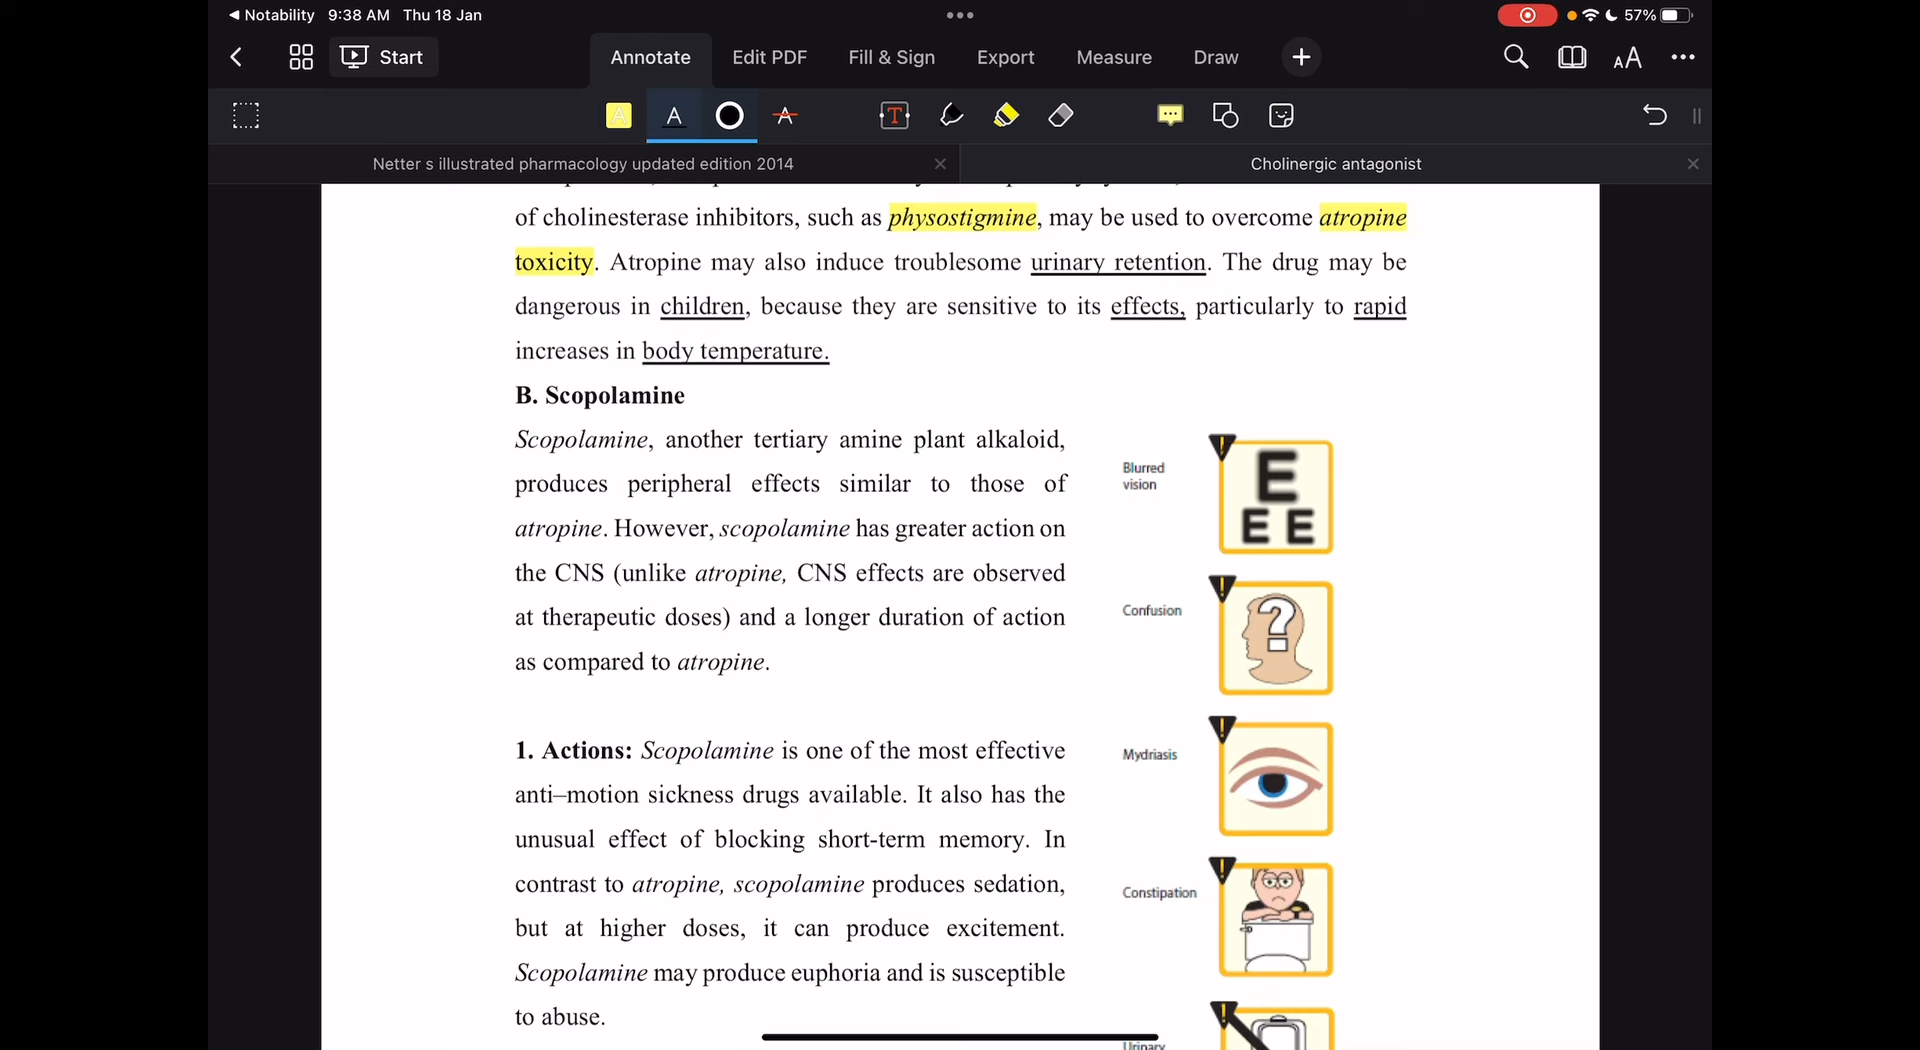 Notability 9:38 AM Thu 18 Jan
57%
Start
Annotate Edit PDF Fill & Sign Export Measure Draw
Netter s illustrated pharmacology updated edition 2014
Cholinergic antagonist
of cholinesterase inhibitors, such as physostigmine, may be used to overcome atropine
toxicity. Atropine may also induce troublesome urinary retention. The drug may be
dangerous in children, because they are sensitive to its effects, particularly to rapid
increases in body temperature.
B. Scopolamine
Scopolamine, another tertiary amine plant alkaloid,
produces peripheral effects similar to those of
atropine. However, scopolamine has greater action on
the CNS (unlike atropine, CNS effects are observed
at therapeutic doses) and a longer duration of action
as compared to atropine.
1. Actions: Scopolamine is one of the most effective
anti–motion sickness drugs available. It also has the
unusual effect of blocking short-term memory. In
contrast to atropine, scopolamine produces sedation,
but at higher doses, it can produce excitement.
Scopolamine may produce euphoria and is susceptible
to abuse.
Blurred
vision
E
E E
Confusion
?
Mydriasis
Constipation
Urinary